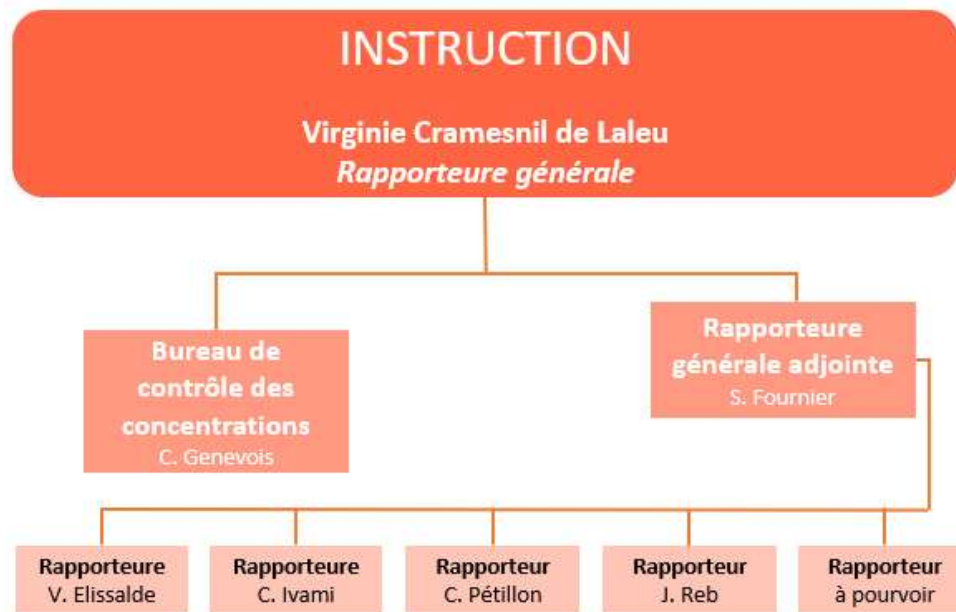 INSTRUCTION
Virginie Cramesnil de Laleu
Rapporteure générale
Bureau de
contrôle des
concentrations
C. Genevois
Rapporteure
générale adjointe
S. Fournier
Rapporteure
V. Elissalde
Rapporteure
C. Ivami
Rapporteur
C. Pétillon
Rapporteur
J. Reb
Rapporteur
à pourvoir